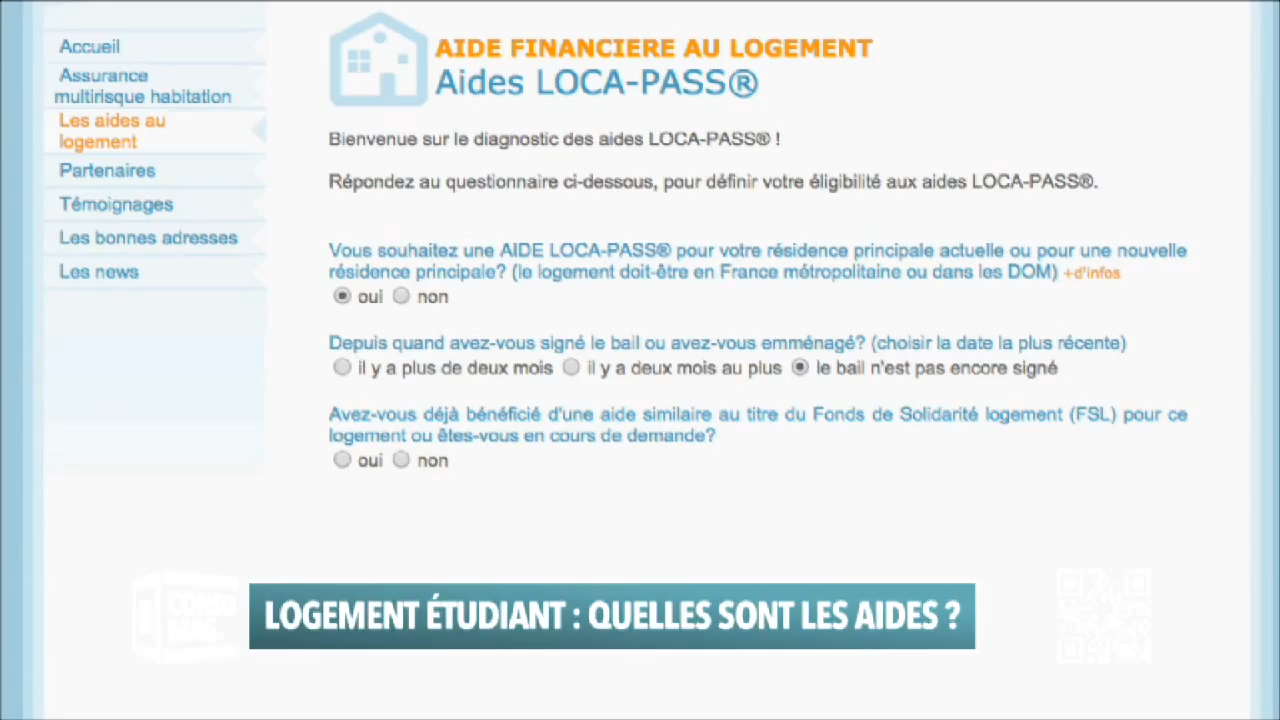 Accueil
Assurance
multirisque habitation
Les aides au
logement
Partenaires
Témoignages
Les bonnes adresses
Les news
AIDE FINANCIERE AU LOGEMENT
Aides LOCA-PASS®
Bienvenue sur le diagnostic des aides LOCA-PASS® !
Répondez au questionnaire ci-dessous, pour définir votre éligibilité aux aides LOCA-PASS®.
Vous souhaitez une AIDE LOCA-PASS® pour votre résidence principale actuelle ou pour une nouvelle
résidence principale? (le logement doit-être en France métropolitaine ou dans les DOM) +d'infos
oui non
Depuis quand avez-vous signé le bail ou avez-vous emménagé? (choisir la date la plus récente)
il y a plus de deux mois il y a deux mois au plus le bail n'est pas encore signé
Avez-vous déjà bénéficié d'une aide similaire au titre du Fonds de Solidarité logement (FSL) pour ce
logement ou êtes-vous en cours de demande?
oui non
CONSO
MAG
LOGEMENT ÉTUDIANT : QUELLES SONT LES AIDES ?